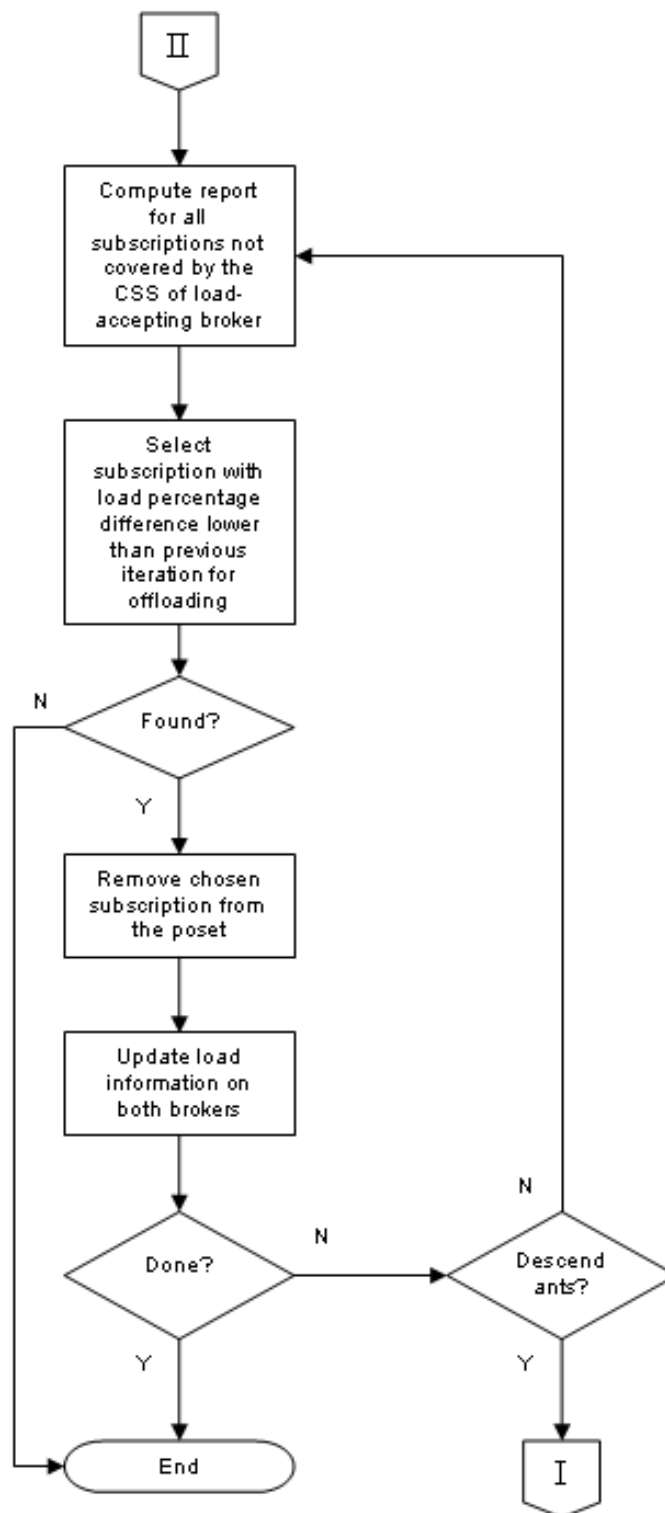 II
Compute report
for all
subscriptions not
covered by the
CSS of load-
accepting broker
Select
subscription with
load percentage
difference lower
than previous
iteration for
offloading
N
Found?
Y
Remove chosen
subscription from
the poset
Update load
information on
both brokers
N
N
Done?
Descend
ants?
Y
Y
End
I